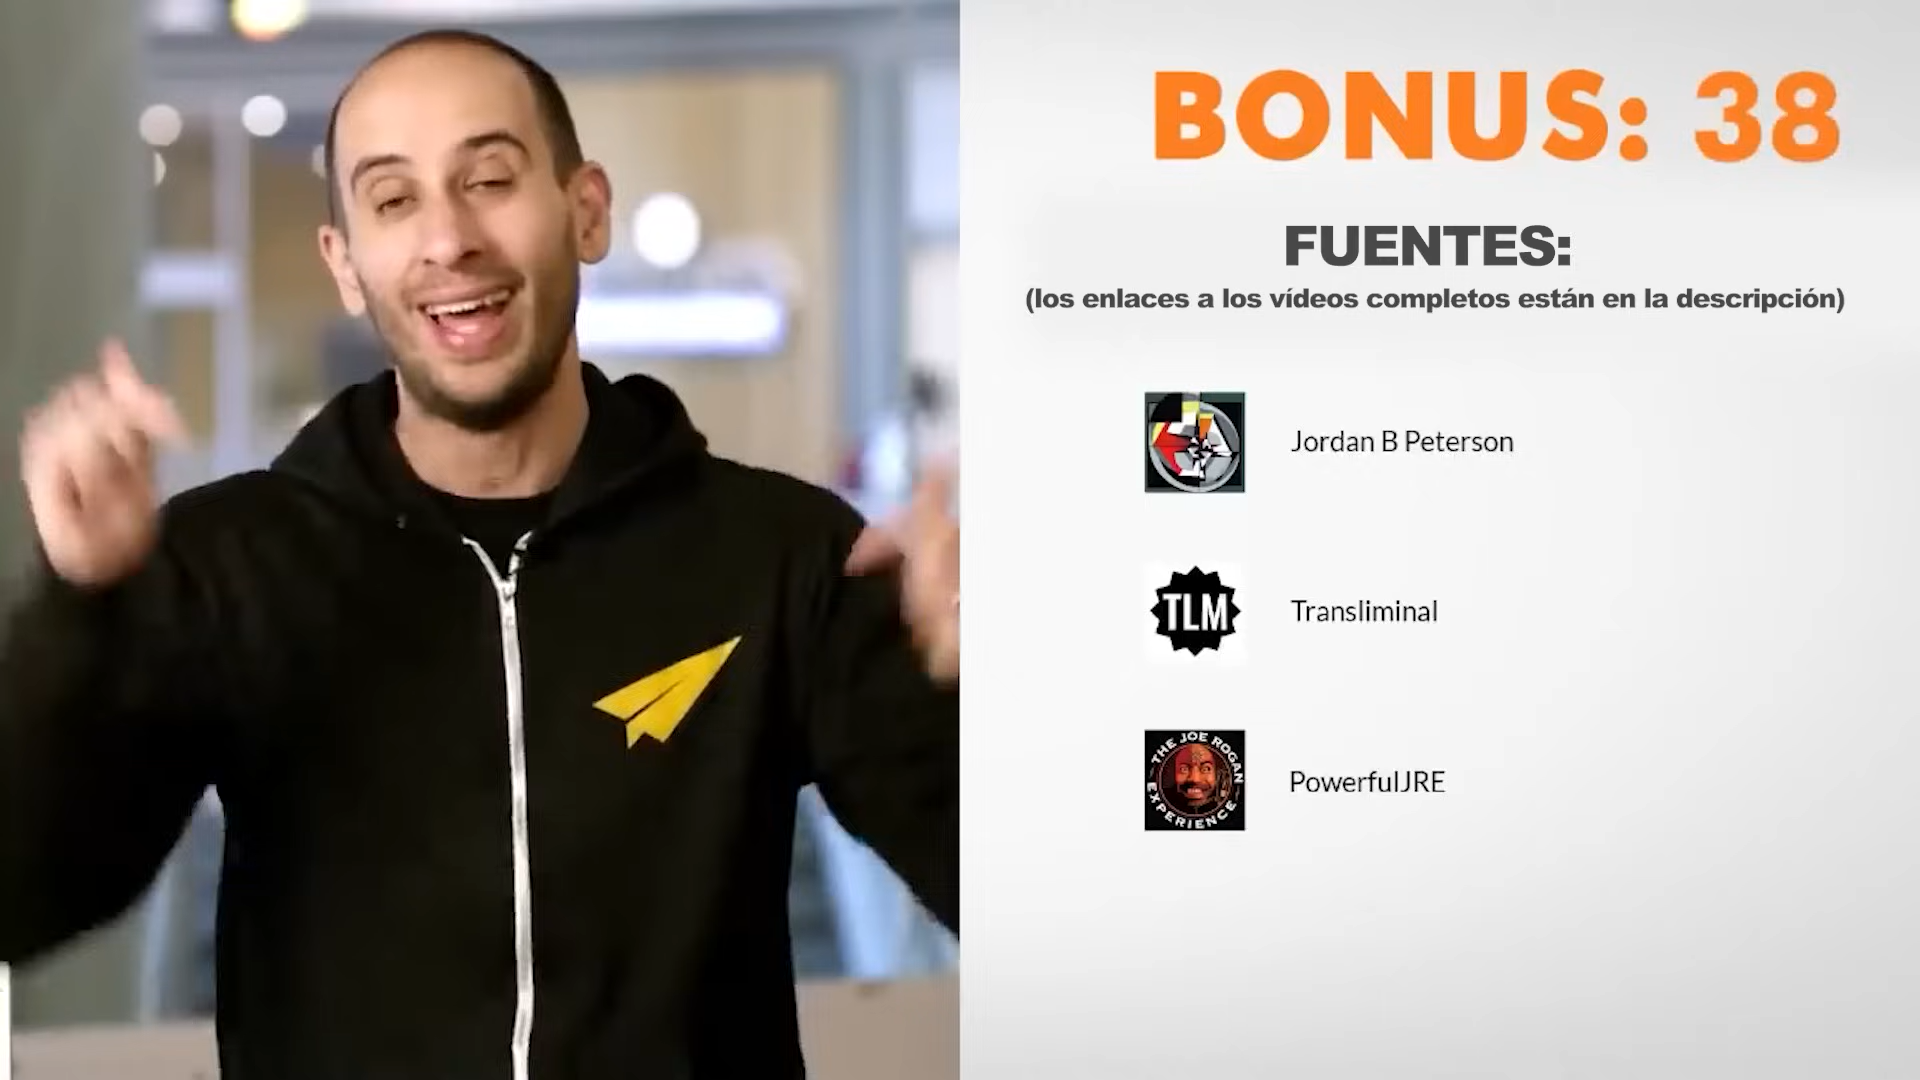 BONUS: 38
FUENTES:
(los enlaces a los vídeos completos están en la descripción)
Jordan B Peterson
TLM
Transliminal
THE JOE ROGAN
EXPERIENCE
PowerfulJRE